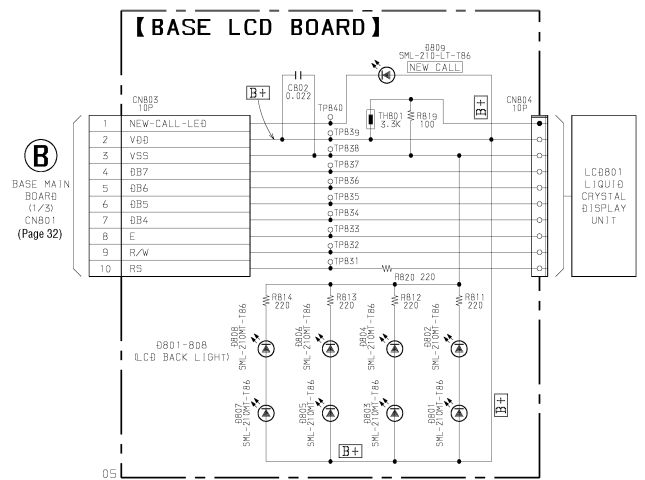 【BASE LCD BOARD】
D809
SML-210-LT-T86
NEW CALL
C802
0.022
B+
B+
CN803
10P
TP840
TH801
3.3K
R819
100
CN804
10P
1 NEW-CALL-LED
2 VDD
3 VSS
4 DB7
5 DB6
6 DB5
7 DB4
8 E
9 R/W
10 RS
TP839
TP838
TP837
TP836
TP835
TP834
TP833
TP832
TP831
B
BASE MAIN
BOARD
(1/3)
CN801
(Page 32)
LCD801
LIQUID
CRYSTAL
DISPLAY
UNIT
R820 220
R814
220
R813
220
R812
220
R811
220
D808
SML-210MT-T86
D806
SML-210MT-T86
D804
SML-210MT-T86
D802
SML-210MT-T86
D801-808
(LCD BACK LIGHT)
D807
SML-210MT-T86
D805
SML-210MT-T86
D803
SML-210MT-T86
D801
SML-210MT-T86
B+
B+
05